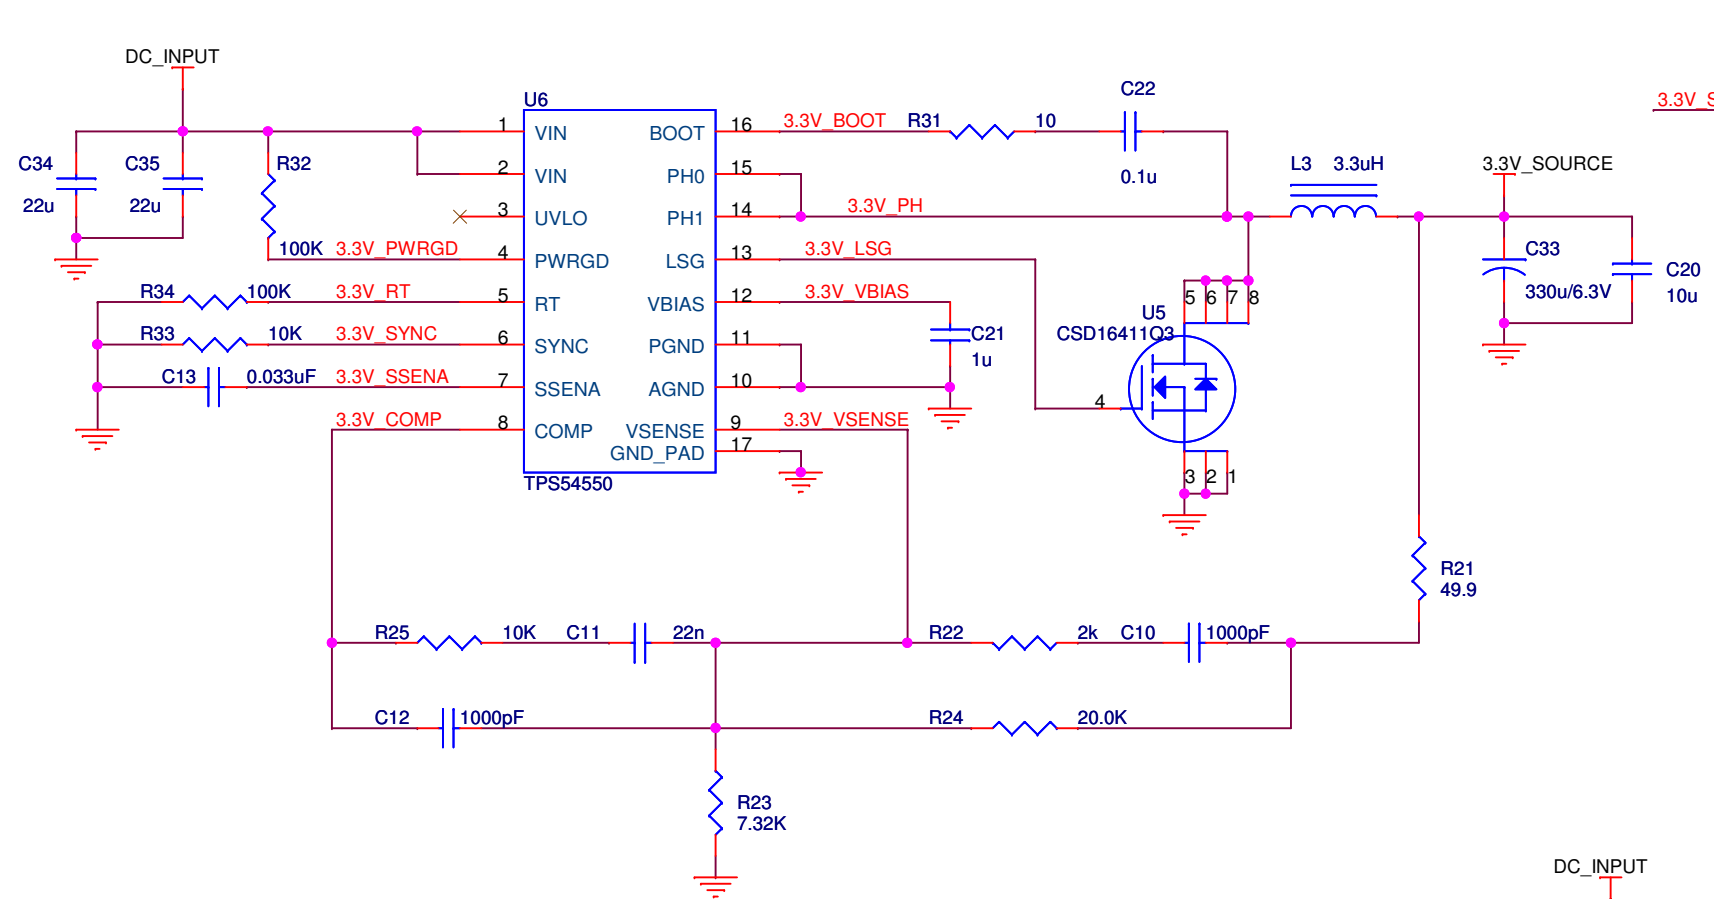 DC_INPUT
U6
C22
3.3V_S
1 VIN BOOT 16 3.3V_BOOT R31 10
C34 C35 R32 L3 3.3uH 3.3V_SOURCE
2 VIN PH0 15 0.1u
22u 22u
3 UVLO PH1 14 3.3V_PH
100K 3.3V_PWRGD 4 PWRGD LSG 13 3.3V_LSG C33
C20
R34 100K 3.3V_RT 5 RT VBIAS 12 3.3V_VBIAS 5 6 7 8 330u/6.3V 10u
U5
R33 10K 3.3V_SYNC 6 SYNC PGND 11 C21 CSD16411Q3
1u
C13 0.033uF 3.3V_SSENA 7 SSENA AGND 10
4
3.3V_COMP 8 COMP VSENSE 9 3.3V_VSENSE
GND_PAD 17
TPS54550 3 2 1
R21
49.9
R25 10K C11 22n R22 2k C10 1000pF
C12 1000pF R24 20.0K
R23
7.32K
DC_INPUT